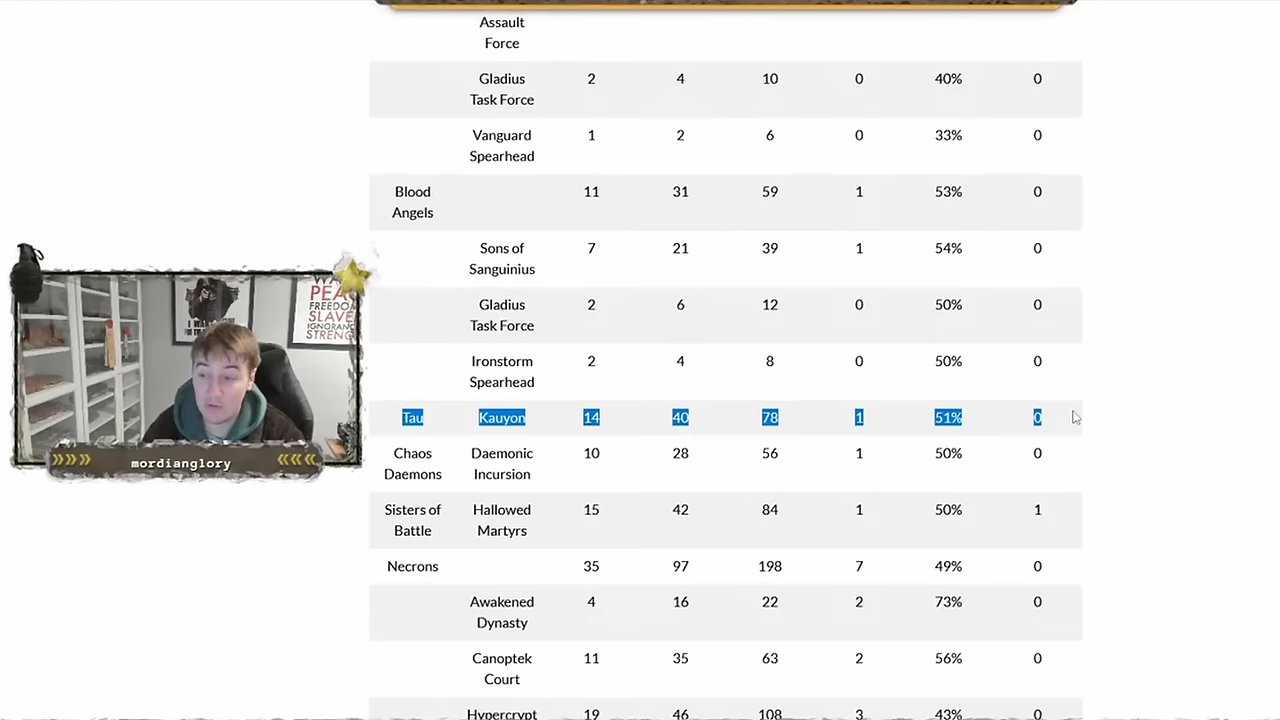 Assault
Force
Gladius 2 4 10 0 40% 0
Task Force
Vanguard 1 2 6 0 33% 0
Spearhead
Blood 11 31 59 1 53% 0
Angels
Sons of 7 21 39 1 54% 0
Sanguinius
Gladius 2 6 12 0 50% 0
Task Force
Ironstorm 2 4 8 0 50% 0
Spearhead
Tau Kauyon 14 40 78 1 51% 0
Chaos Daemonic 10 28 56 1 50% 0
Daemons Incursion
Sisters of Hallowed 15 42 84 1 50% 1
Battle Martyrs
Necrons 35 97 198 7 49% 0
Awakened 4 16 22 2 73% 0
Dynasty
Canoptek 11 35 63 2 56% 0
Court
Hypercrypt 19 46 108 3 43% 0
PEA
FREEDO
SLAVE
IGNORANC
STRENG
mordianglory